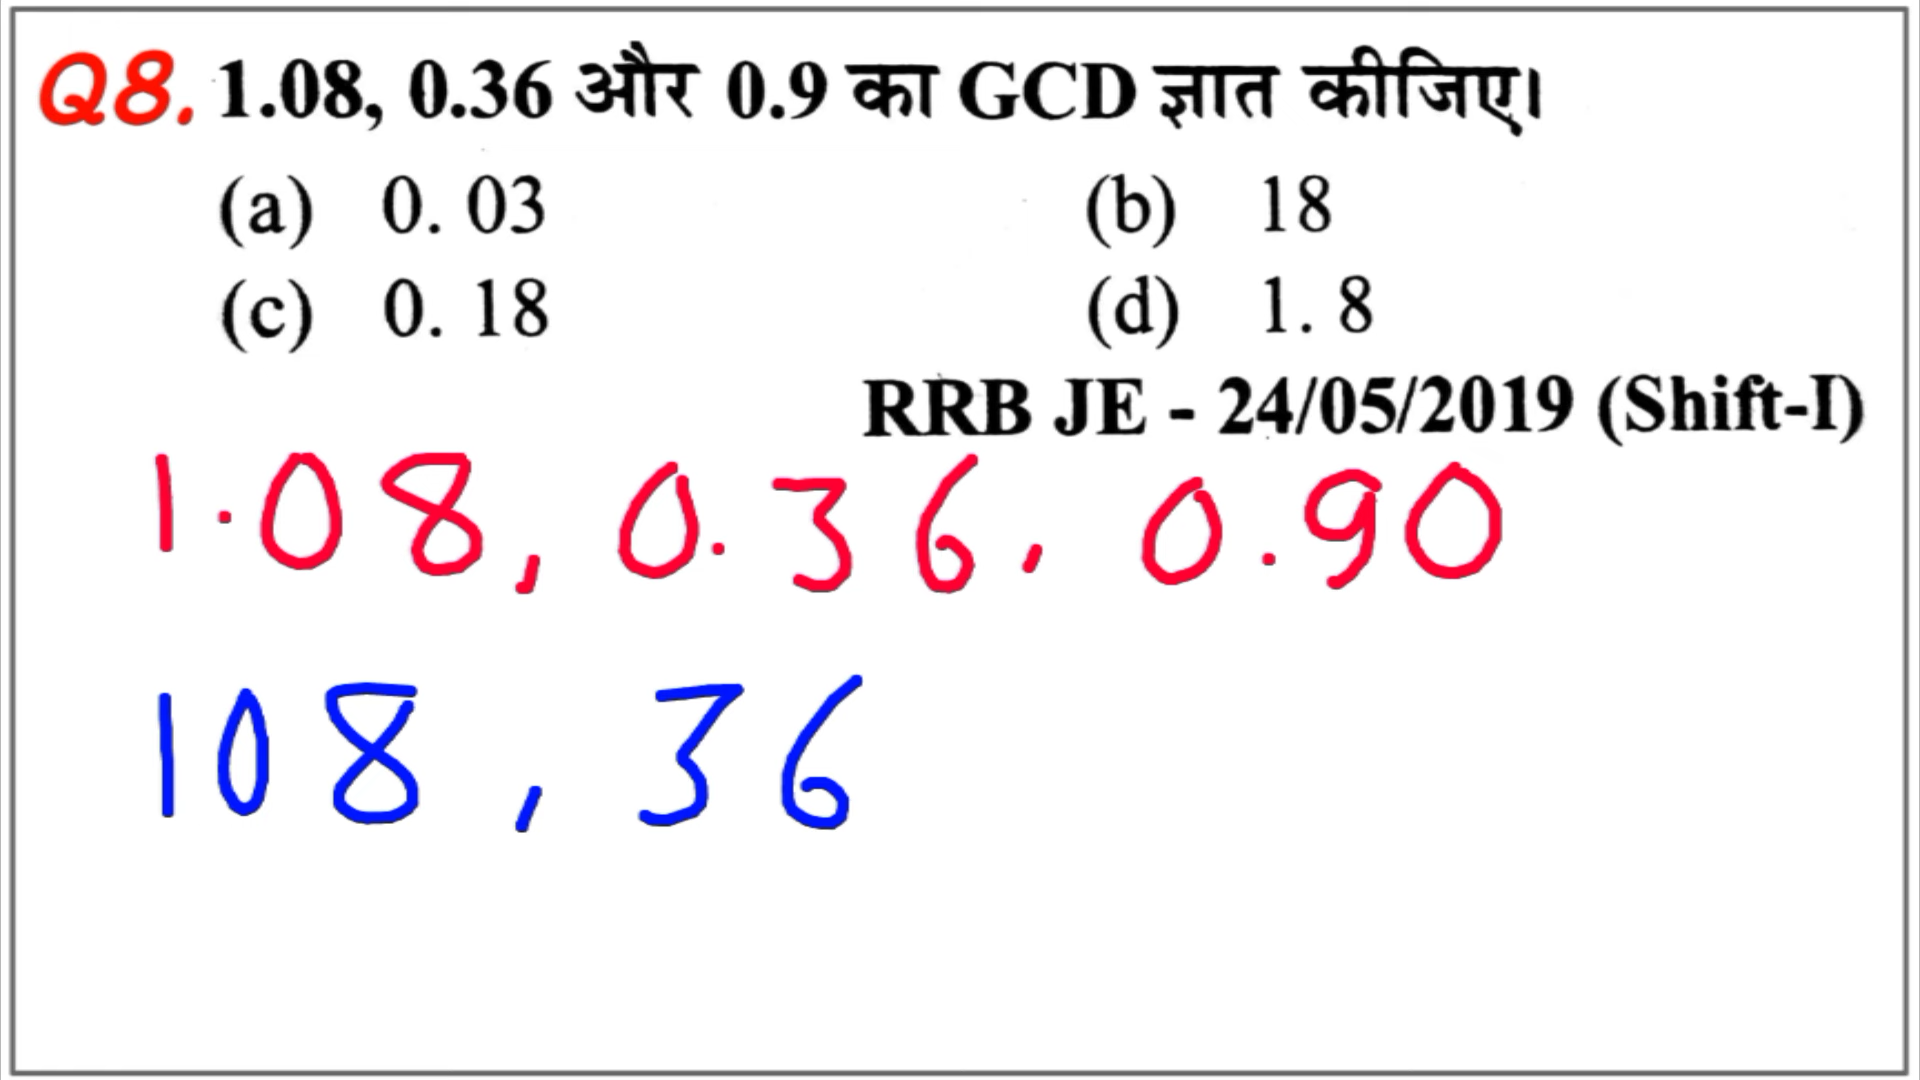 Q8. 1.08, 0.36 और 0.9 का GCD ज्ञात कीजिए।
(a) 0. 03 (b) 18
(c) 0. 18 (d) 1. 8
RRB JE - 24/05/2019 (Shift-I)
1.08, 0.36, 0.90
108, 36